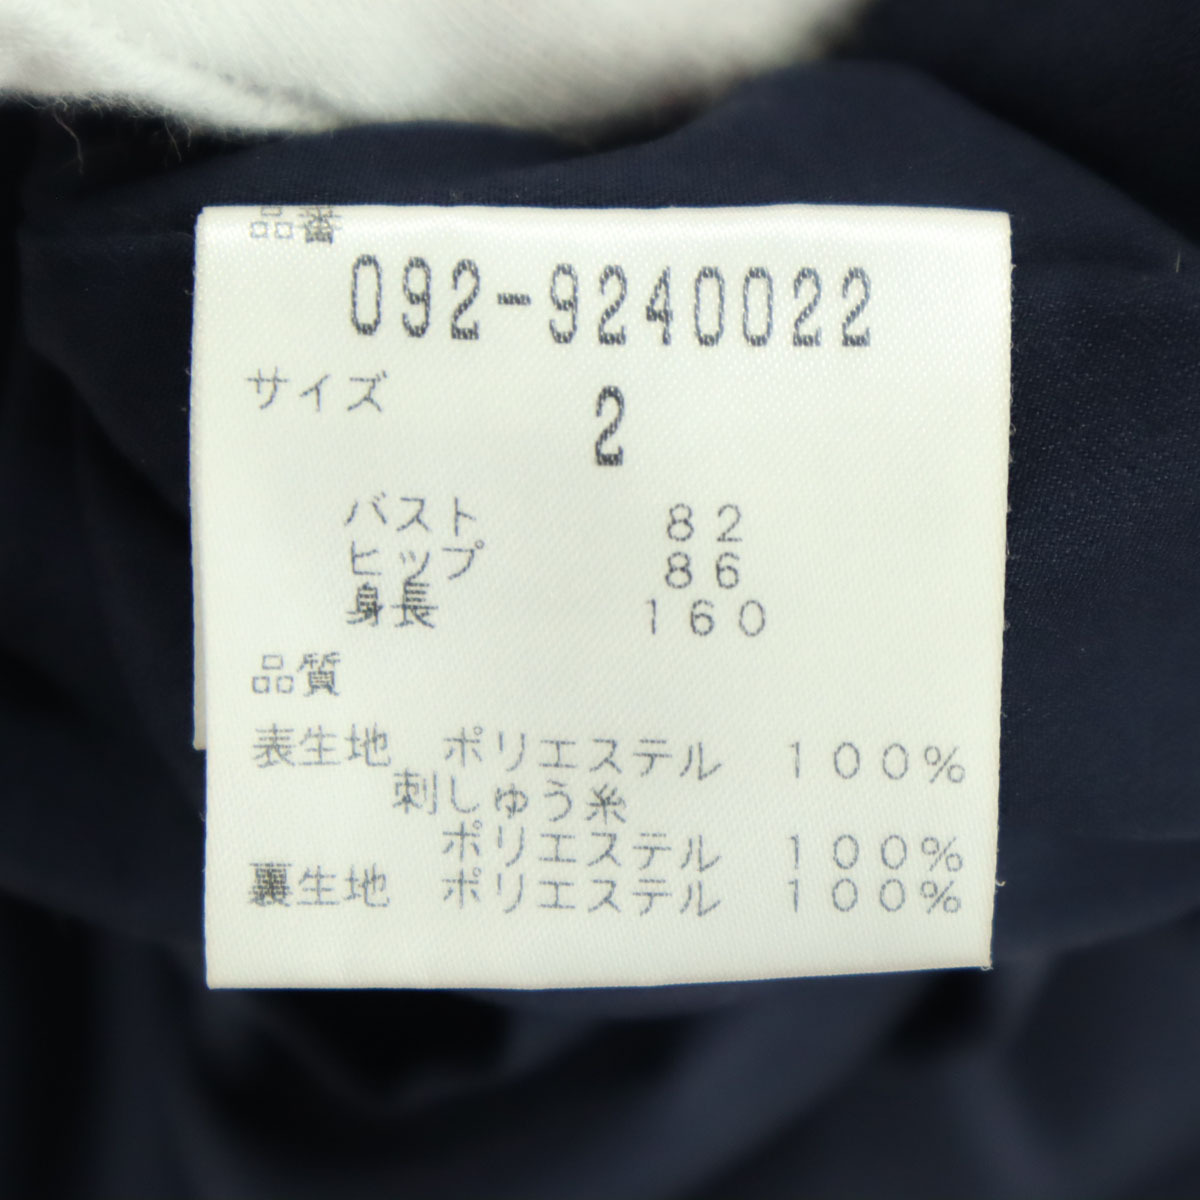 品番
092-9240022
サイズ 2
バスト 82
ヒップ 86
身長 160
品質
表生地 ポリエステル 100%
刺しゅう糸
ポリエステル 100%
裏生地 ポリエステル 100%